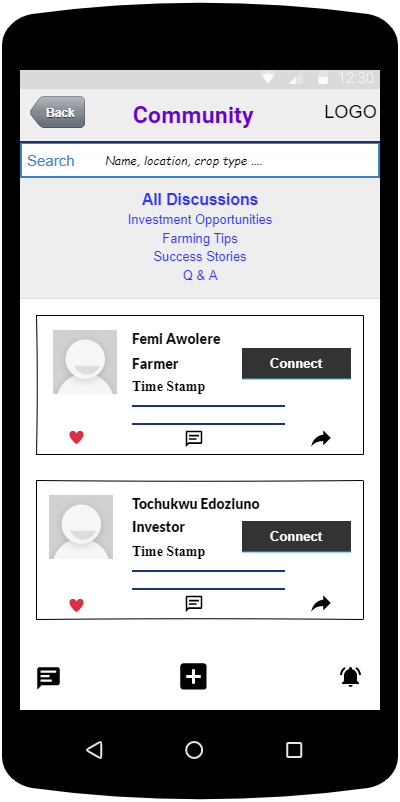 12:30
Back Community LOGO
Search Name, location, crop type ....
All Discussions
Investment Opportunities
Farming Tips
Success Stories
Q & A
Femi Awolere
Farmer
Connect
Time Stamp
Tochukwu Edoziuno
Investor
Connect
Time Stamp